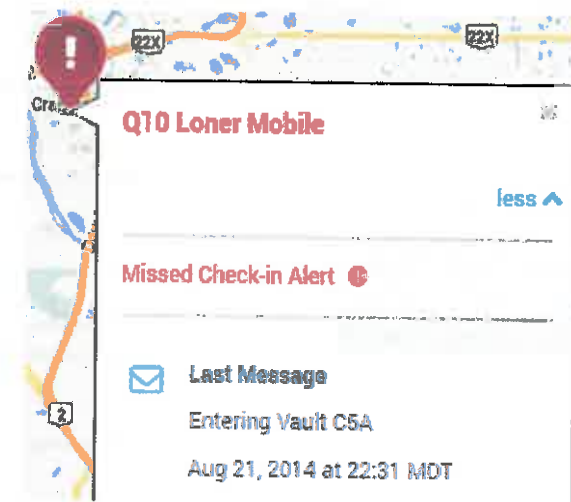 22X
22X
Q10 Loner Mobile
less
Missed Check-in Alert
2
Last Message
Entering Vault C5A
Aug 21, 2014 at 22:31 MDT